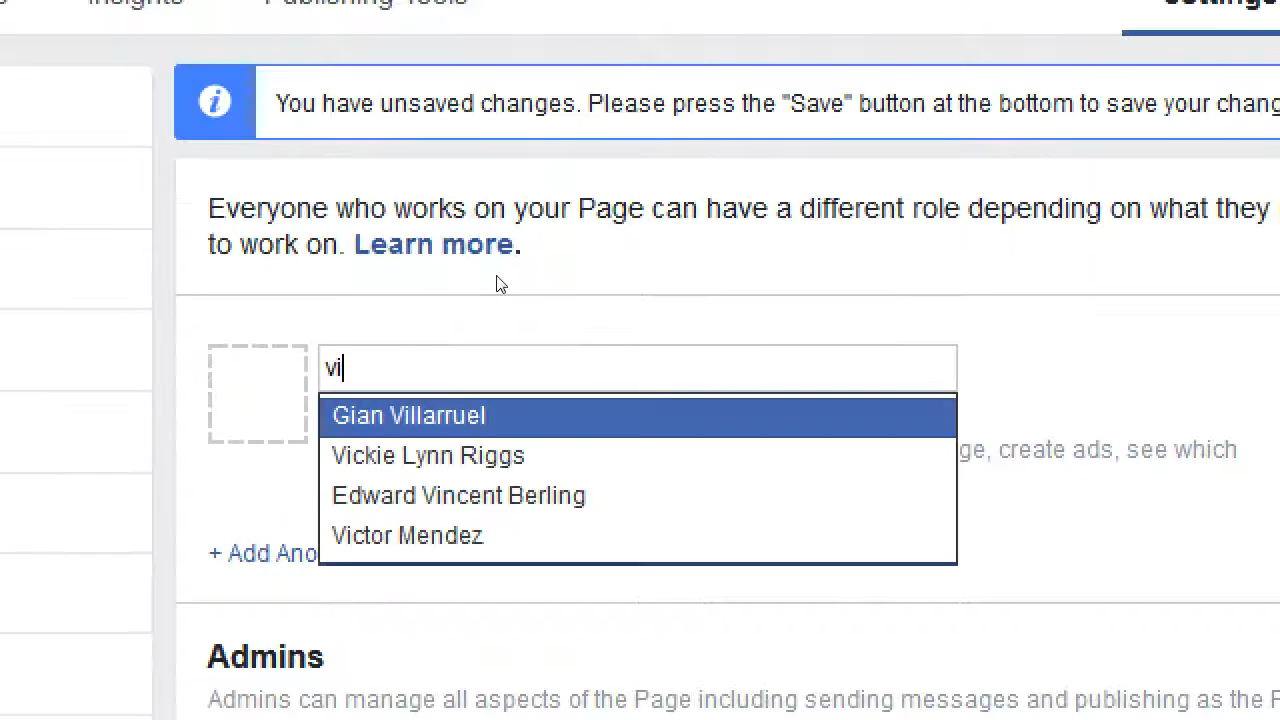 Insights Publishing Tools Settings
You have unsaved changes. Please press the "Save" button at the bottom to save your
Everyone who works on your Page can have a different role depending on what they
to work on. Learn more.
vi
Gian Villarruel
Vickie Lynn Riggs
create ads, see which
Edward Vincent Berling
Victor Mendez
+ Add
Admins
Admins can manage all aspects of the Page including sending messages and publishing as the